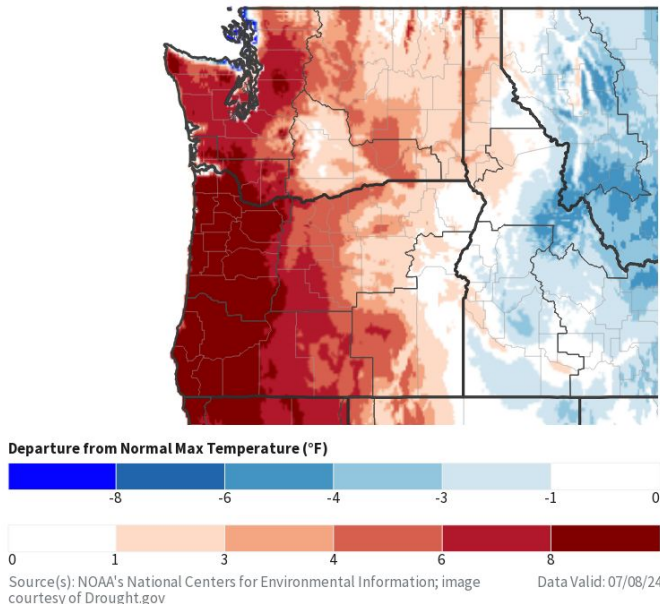 Departure from Normal Max Temperature (°F)
-8 -6 -4 -3 -1 0
0 1 3 4 6 8
Source(s): NOAA's National Centers for Environmental Information; image Data Valid: 07/08/24
courtesy of Drought.gov